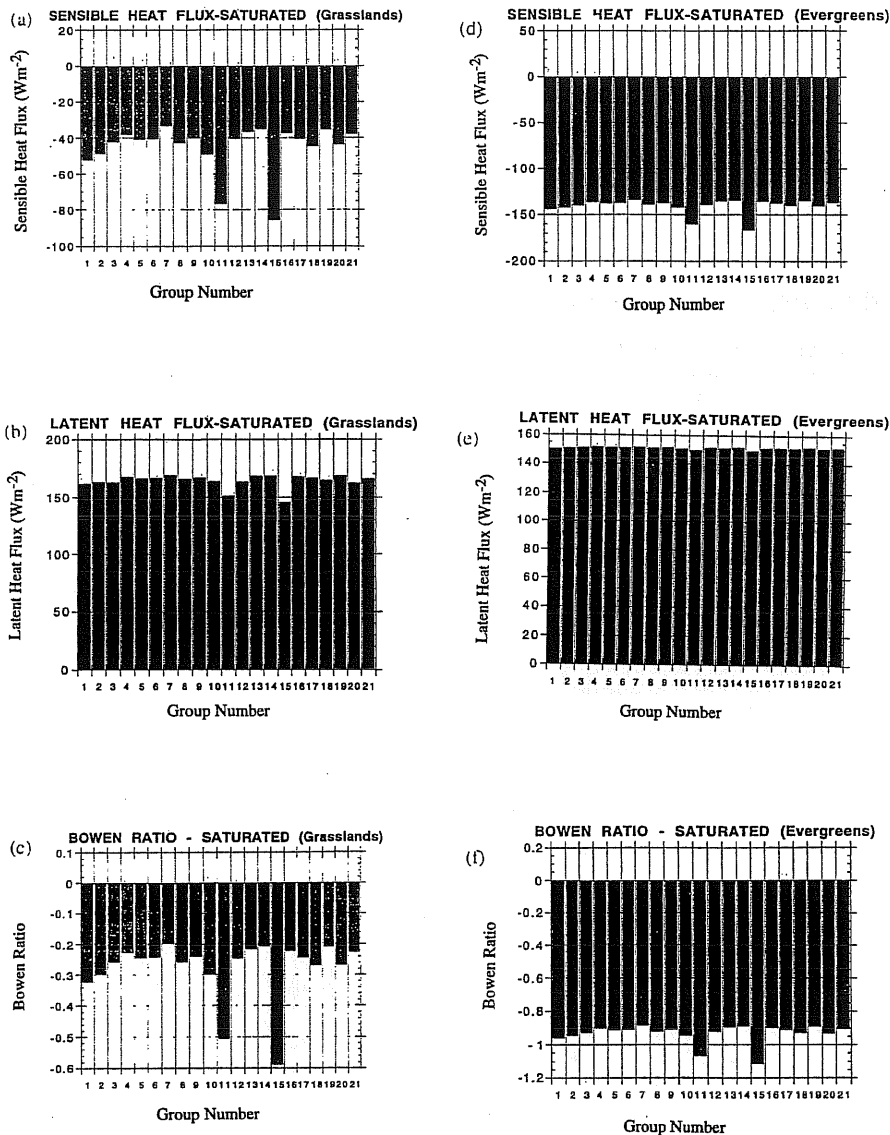 (a)
SENSIBLE HEAT FLUX-SATURATED (Grasslands)
20
0
-20
-40
-60
-80
-100
Sensible Heat Flux (Wm-2)
1 2 3 4 5 6 7 8 9 10 11 12 13 14 15 16 17 18 19 20 21
Group Number
(d)
SENSIBLE HEAT FLUX-SATURATED (Evergreens)
50
0
-50
-100
-150
-200
Sensible Heat Flux (Wm-2)
1 2 3 4 5 6 7 8 9 10 11 12 13 14 15 16 17 18 19 20 21
Group Number
(b)
LATENT HEAT FLUX-SATURATED (Grasslands)
200
150
100
50
0
Latent Heat Flux (Wm-2)
1 2 3 4 5 6 7 8 9 10 11 12 13 14 15 16 17 18 19 20 21
Group Number
(e)
LATENT HEAT FLUX-SATURATED (Evergreens)
160
140
120
100
80
60
40
20
0
Latent Heat Flux (Wm-2)
1 2 3 4 5 6 7 8 9 10 11 12 13 14 15 16 17 18 19 20 21
Group Number
(c)
BOWEN RATIO - SATURATED (Grasslands)
0.1
0
-0.1
-0.2
-0.3
-0.4
-0.5
-0.6
Bowen Ratio
1 2 3 4 5 6 7 8 9 10 11 12 13 14 15 16 17 18 19 20 21
Group Number
(f)
BOWEN RATIO - SATURATED (Evergreens)
0.2
0
-0.2
-0.4
-0.6
-0.8
-1
-1.2
Bowen Ratio
1 2 3 4 5 6 7 8 9 10 11 12 13 14 15 16 17 18 19 20 21
Group Number